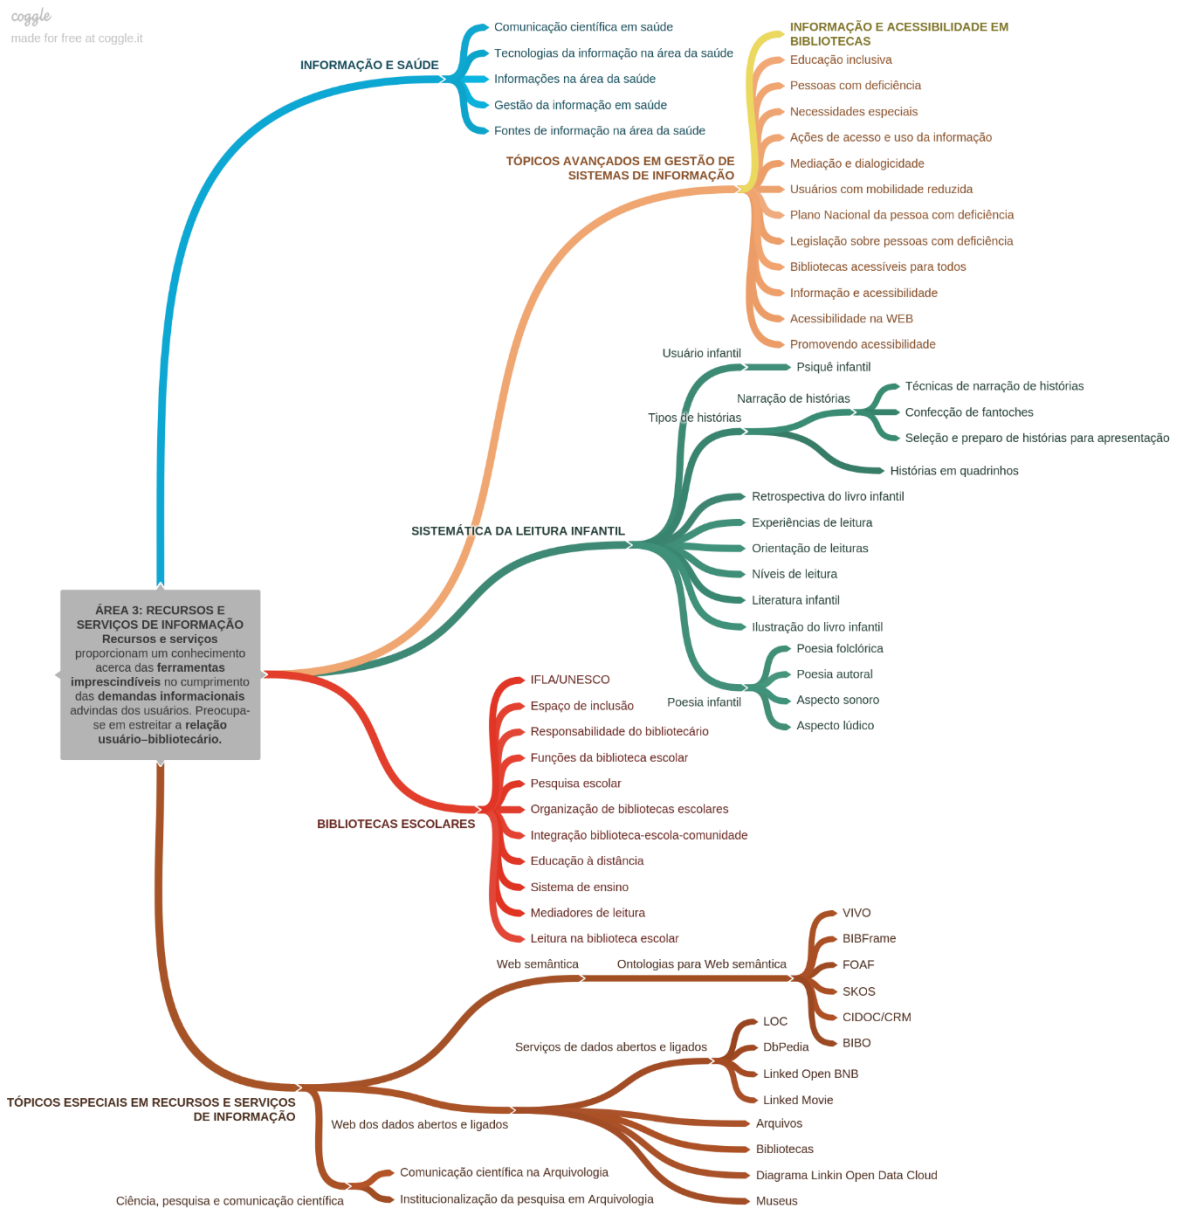 coggle
made for free at coggle.it
INFORMAÇÃO E SAÚDE
Comunicação científica em saúde
Tecnologias da informação na área da saúde
Informações na área da saúde
Gestão da informação em saúde
Fontes de informação na área da saúde
TÓPICOS AVANÇADOS EM GESTÃO DE
SISTEMAS DE INFORMAÇÃO
INFORMAÇÃO E ACESSIBILIDADE EM
BIBLIOTECAS
Educação inclusiva
Pessoas com deficiência
Necessidades especiais
Ações de acesso e uso da informação
Mediação e dialogicidade
Usuários com mobilidade reduzida
Plano Nacional da pessoa com deficiência
Legislação sobre pessoas com deficiência
Bibliotecas acessíveis para todos
Informação e acessibilidade
Acessibilidade na WEB
Promovendo acessibilidade
SISTEMÁTICA DA LEITURA INFANTIL
Usuário infantil
Psiquê infantil
Tipos de histórias
Narração de histórias
Técnicas de narração de histórias
Confecção de fantoches
Seleção e preparo de histórias para apresentação
Histórias em quadrinhos
Retrospectiva do livro infantil
Experiências de leitura
Orientação de leituras
Níveis de leitura
Literatura infantil
Ilustração do livro infantil
Poesia infantil
Poesia folclórica
Poesia autoral
Aspecto sonoro
Aspecto lúdico
ÁREA 3: RECURSOS E
SERVIÇOS DE INFORMAÇÃO
Recursos e serviços
proporcionam um conhecimento
acerca das ferramentas
imprescindíveis no cumprimento
das demandas informacionais
advindas dos usuários. Preocupa-
se em estreitar a relação
usuário–bibliotecário.
BIBLIOTECAS ESCOLARES
IFLA/UNESCO
Espaço de inclusão
Responsabilidade do bibliotecário
Funções da biblioteca escolar
Pesquisa escolar
Organização de bibliotecas escolares
Integração biblioteca-escola-comunidade
Educação à distância
Sistema de ensino
Mediadores de leitura
Leitura na biblioteca escolar
TÓPICOS ESPECIAIS EM RECURSOS E SERVIÇOS
DE INFORMAÇÃO
Web semântica
Ontologias para Web semântica
VIVO
BIBFrame
FOAF
SKOS
CIDOC/CRM
BIBO
Web dos dados abertos e ligados
Serviços de dados abertos e ligados
LOC
DbPedia
Linked Open BNB
Linked Movie
Arquivos
Bibliotecas
Diagrama Linkin Open Data Cloud
Museus
Ciência, pesquisa e comunicação científica
Comunicação científica na Arquivologia
Institucionalização da pesquisa em Arquivologia